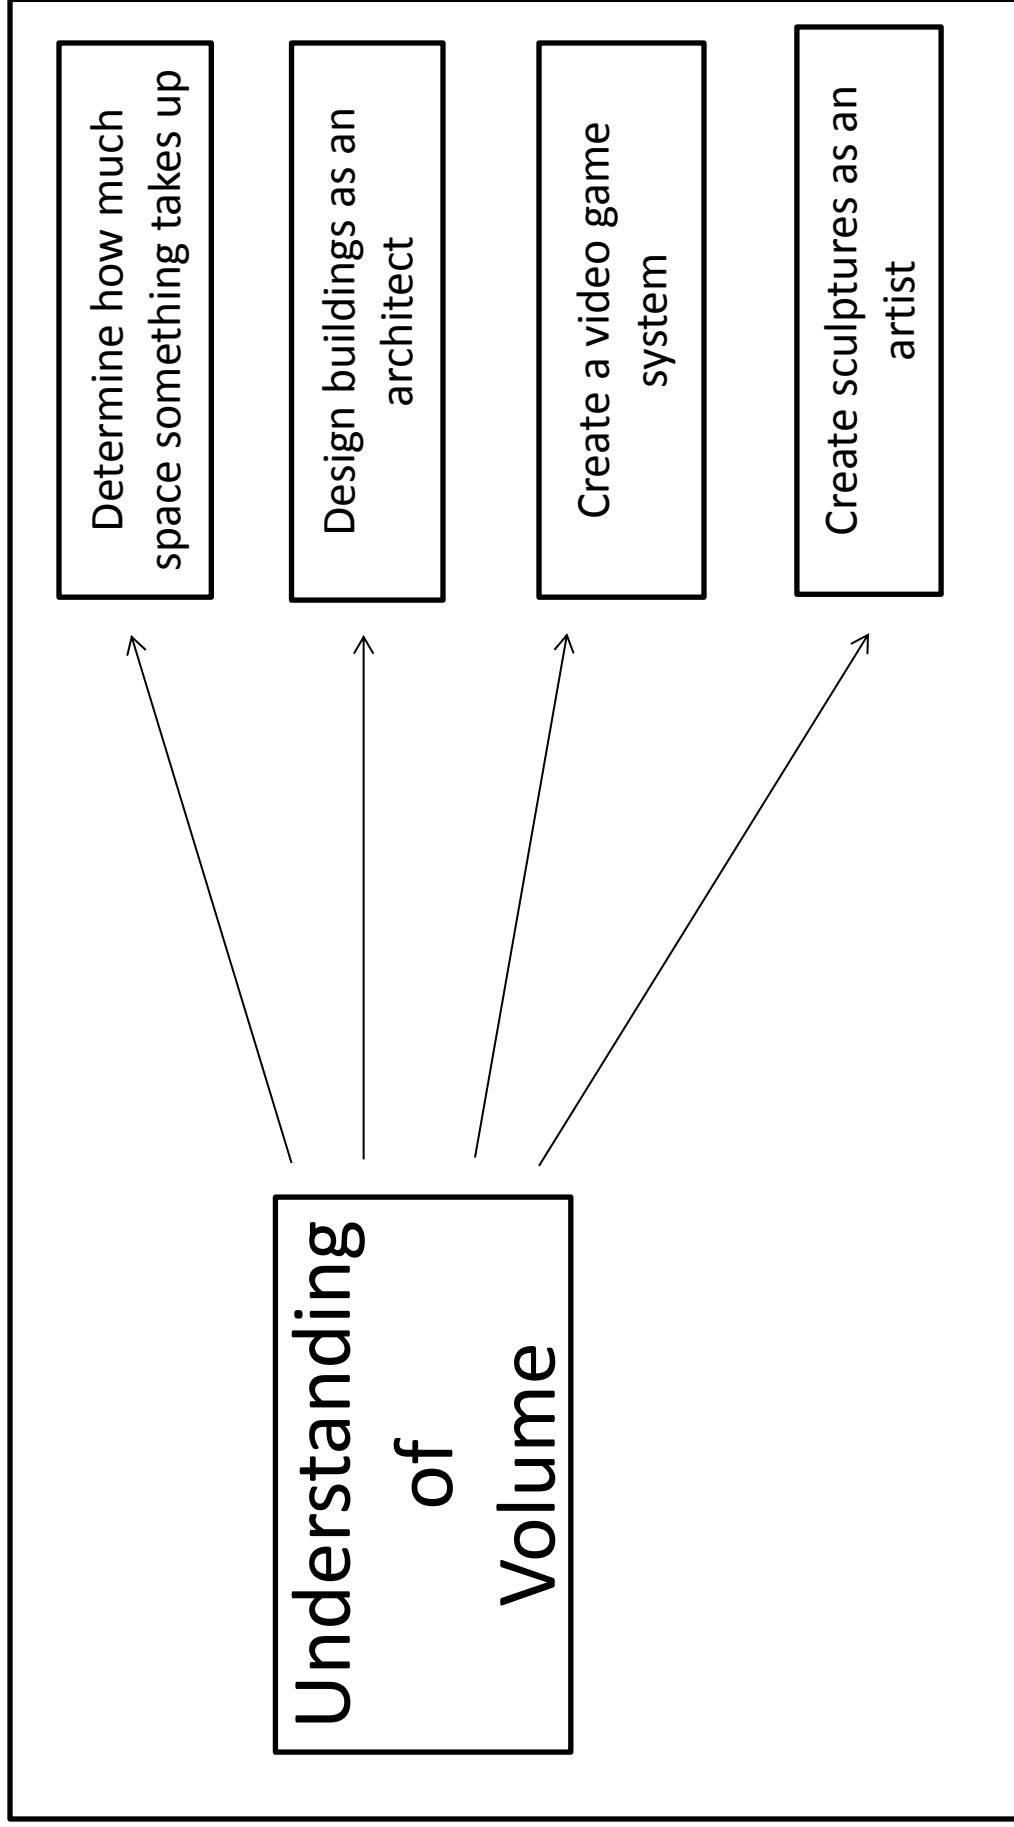 Understanding
of
Volume
Determine how much
space something takes up
Design buildings as an
architect
Create a video game
system
Create sculptures as an
artist